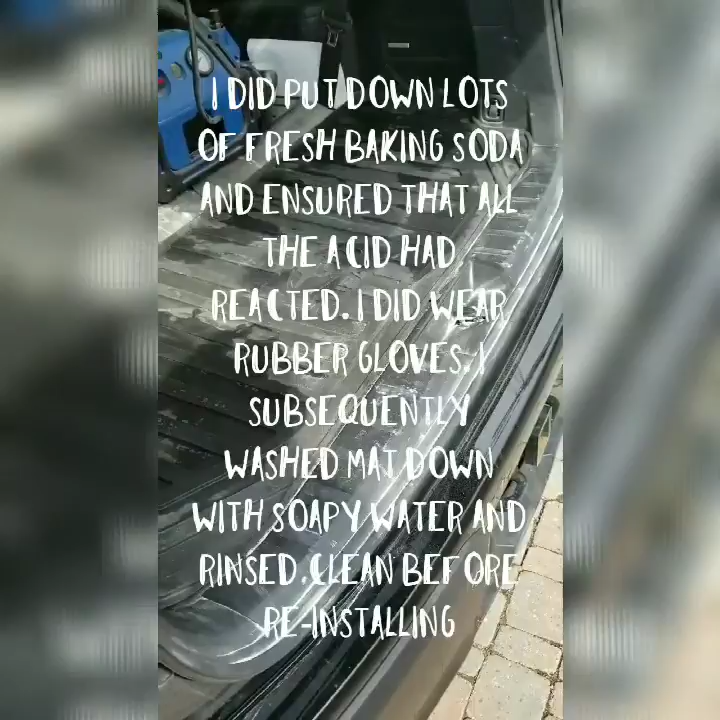 I DID PUT DOWN LOTS
OF FRESH BAKING SODA
AND ENSURED THAT ALL
THE ACID HAD
REACTED. I DID WEAR
RUBBER GLOVES. I
SUBSEQUENTLY
WASHED MAT DOWN
WITH SOAPY WATER AND
RINSED. CLEAN BEFORE
RE-INSTALLING